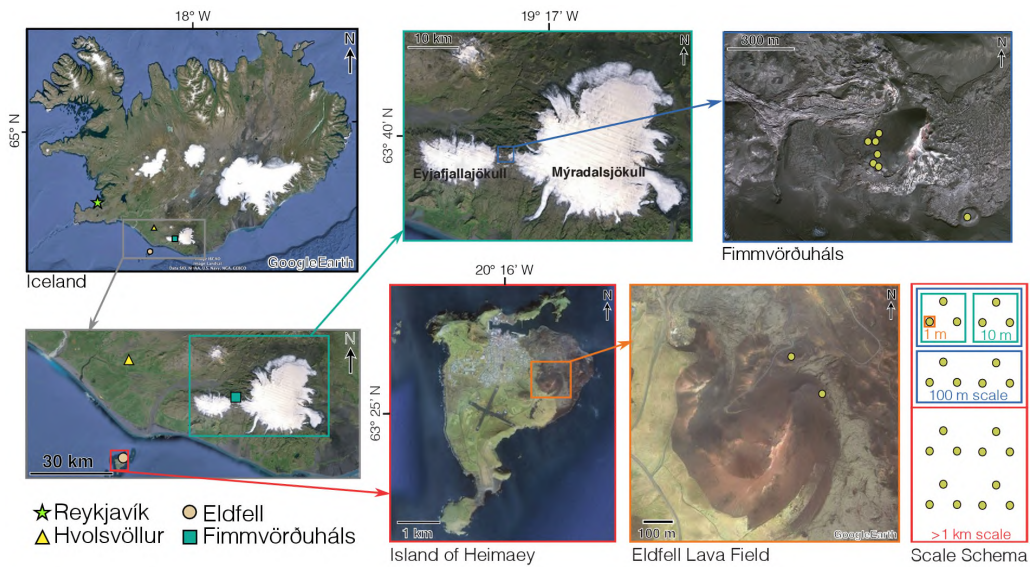 18° W
N
65° N
GoogleEarth
Iceland
19° 17' W
10 km
N
63° 40' N
Eyjafjallajökull
Mýradalsjökull
300 m
N
Fimmvörðuháls
N
30 km
Reykjavík
Hvolsvöllur
Eldfell
Fimmvörðuháls
20° 16' W
N
63° 25' N
1 km
Island of Heimaey
N
100 m
GoogleEarth
Eldfell Lava Field
1 m
10 m
100 m scale
>1 km scale
Scale Schema